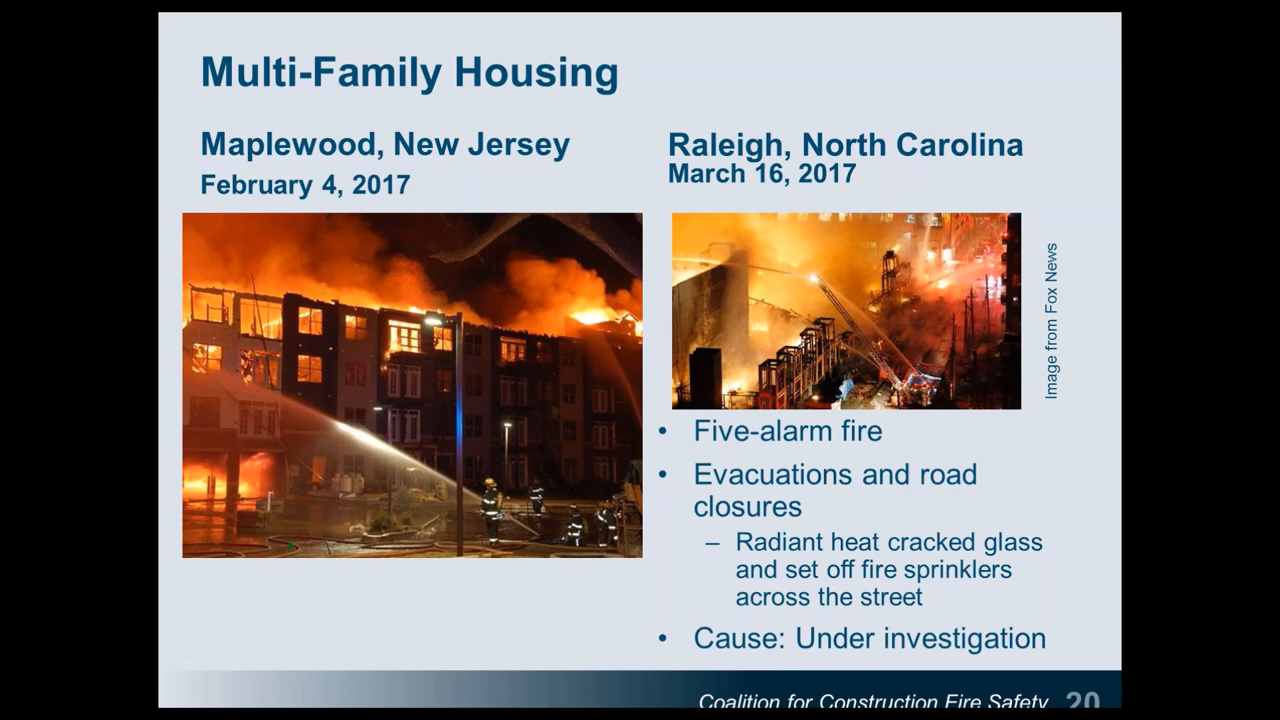 Multi-Family Housing
Maplewood, New Jersey
February 4, 2017
Raleigh, North Carolina
March 16, 2017
Image from Fox News
• Five-alarm fire
• Evacuations and road
closures
– Radiant heat cracked glass
and set off fire sprinklers
across the street
• Cause: Under investigation
Coalition for Construction Fire Safety 20